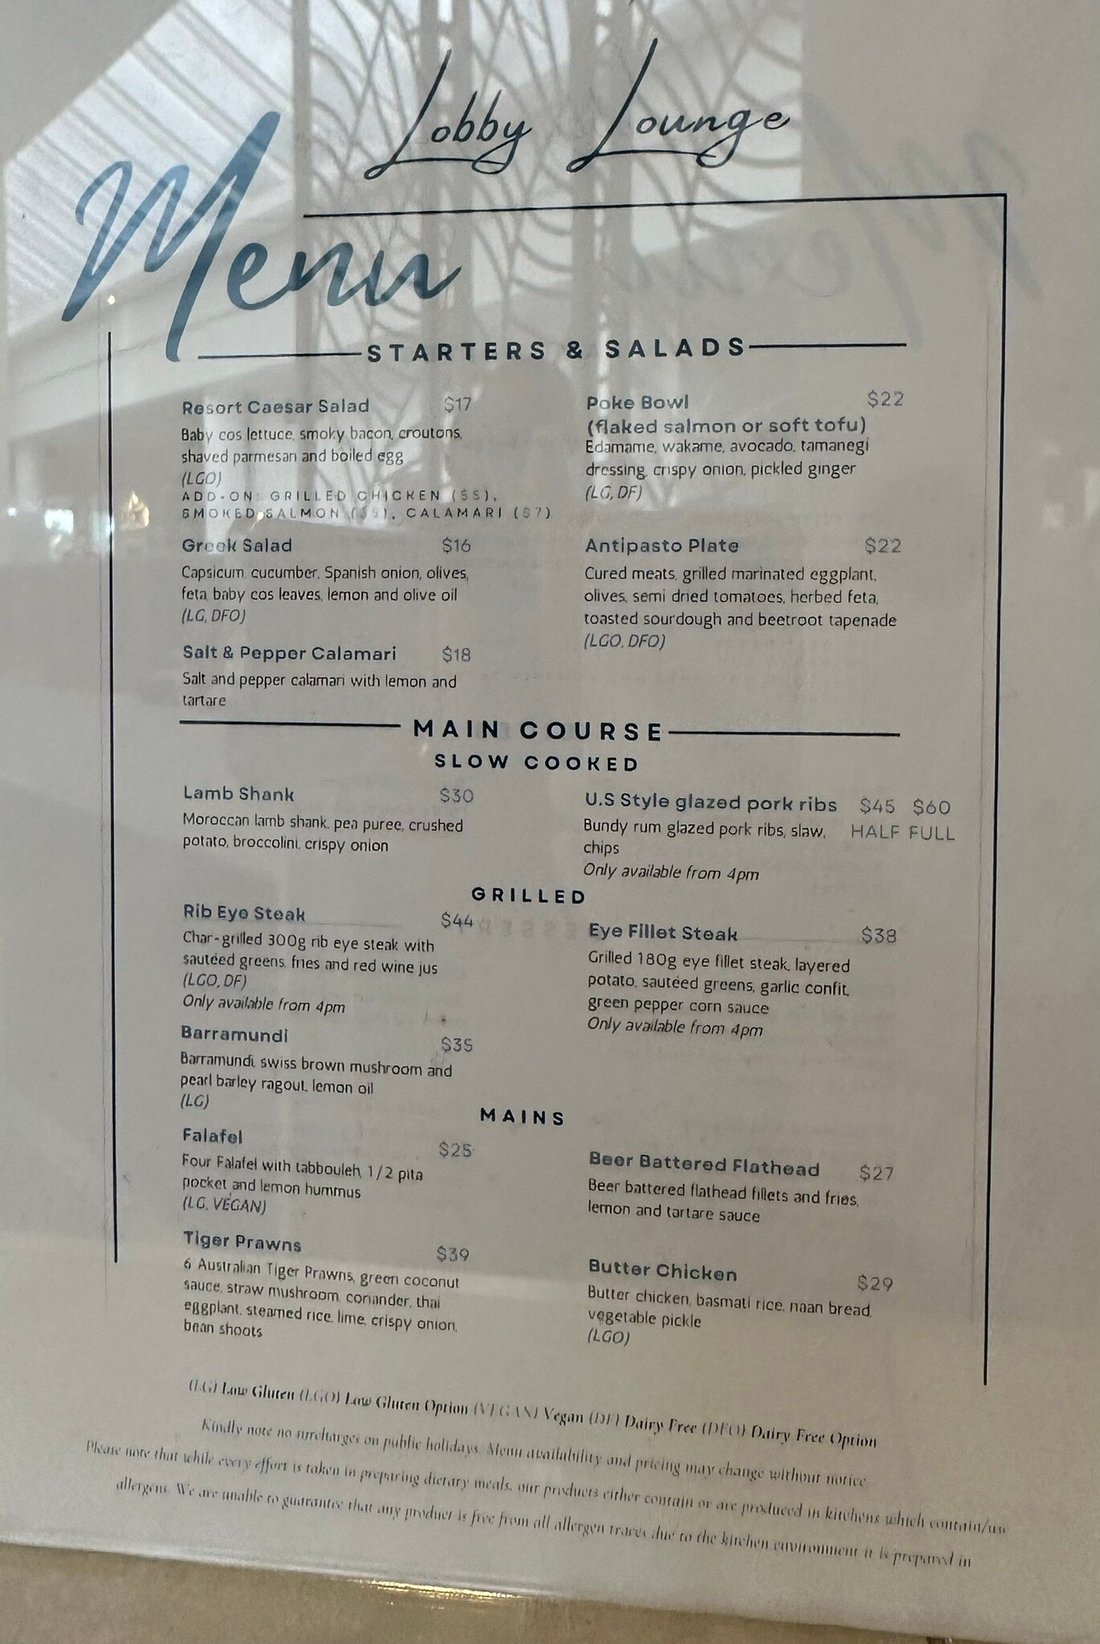 Lobby Lounge
Menu
STARTERS & SALADS
Resort Caesar Salad $17
Baby cos lettuce, smoky bacon, croutons,
shaved parmesan and boiled egg
(LGO)
ADD-ON: GRILLED CHICKEN ($5),
SMOKED SALMON CALAMARI ($7)
Greek Salad $16
Capsicum, cucumber, Spanish onion, olives,
feta, baby cos leaves, lemon and olive oil
(LG, DFO)
Salt & Pepper Calamari $18
Salt and pepper calamari with lemon and
tartare
Poke Bowl $22
(flaked salmon or soft tofu)
Edamame, wakame, avocado, tamanegi
dressing, crispy onion, pickled ginger
(LG, DF)
Antipasto Plate $22
Cured meats, grilled marinated eggplant,
olives, semi dried tomatoes, herbed feta,
toasted sourdough and beetroot tapenade
(LGO, DFO)
MAIN COURSE
SLOW COOKED
Lamb Shank $30
Moroccan lamb shank, pea puree, crushed
potato, broccolini, crispy onion
U.S Style glazed pork ribs $45 $60
Bundy rum glazed pork ribs, slaw, HALF FULL
chips
Only available from 4pm
GRILLED
Rib Eye Steak $44
Char-grilled 300g rib eye steak with
sautéed greens, fries and red wine jus
(LGO, DF)
Only available from 4pm
Barramundi $35
Barramundi, swiss brown mushroom and
pearl barley ragout, lemon oil
(LG)
Eye Fillet Steak $38
Grilled 180g eye fillet steak, layered
potato, sautéed greens, garlic confit,
green pepper corn sauce
Only available from 4pm
MAINS
Falafel $25
Four Falafel with tabbouleh, 1/2 pita
pocket and lemon hummus
(LG, VEGAN)
Tiger Prawns $39
6 Australian Tiger Prawns, green coconut
sauce, straw mushroom, coriander, thai
eggplant, steamed rice, lime, crispy onion,
bean shoots
Beer Battered Flathead $27
Beer battered flathead fillets and fries,
lemon and tartare sauce
Butter Chicken $29
Butter chicken, basmati rice, naan bread,
vegetable pickle
(LGO)
(LG) Low Gluten (LGO) Low Gluten Option (VEGAN) Vegan (DF) Dairy Free (DFO) Dairy Free Option
Kindly note no surcharges on public holidays. Menu availability and pricing may change without notice
Please note that while every effort is taken in preparing dietary meals, our products either contain or are produced in kitchens which contain/use
allergens. We are unable to guarantee that any product is free from all allergen traces due to the kitchen environment it is prepared in